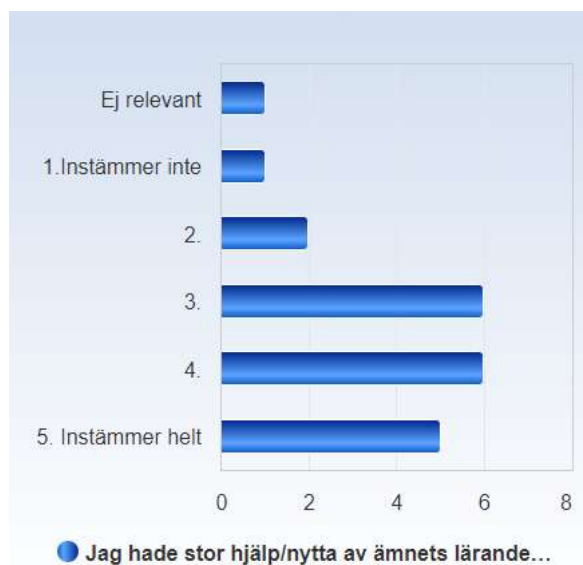 Ej relevant
1.Instämmer inte
2.
3.
4.
5. Instämmer helt
0 2 4 6 8
Jag hade stor hjälp/nytta av ämnets lärande...